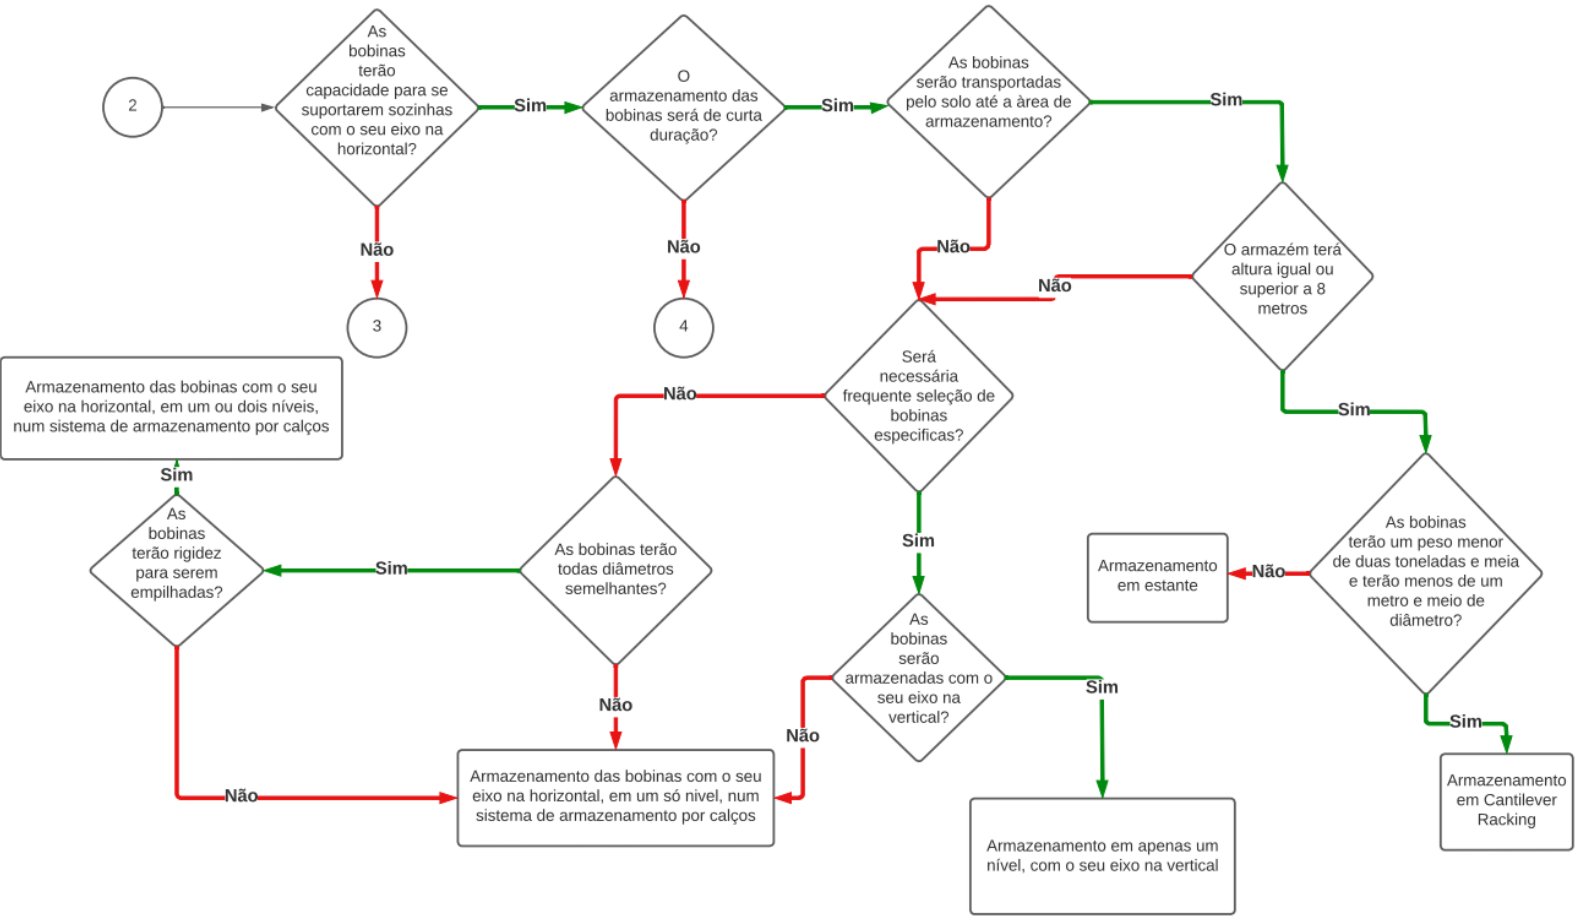 2
As
bobinas
terão
capacidade para se
suportarem sozinhas
com o seu eixo na
horizontal?
Sim
Não
3
O
armazenamento das
bobinas será de curta
duração?
Sim
Não
4
As bobinas
serão transportadas
pelo solo até a àrea de
armazenamento?
Sim
Não
O armazém terá
altura igual ou
superior a 8
metros
Não
Sim
Será
necessária
frequente seleção de
bobinas
especificas?
Não
Sim
Armazenamento das bobinas com o seu
eixo na horizontal, em um ou dois níveis,
num sistema de armazenamento por calços
Sim
As
bobinas
terão rigidez
para serem
empilhadas?
Sim
Não
As bobinas terão
todas diâmetros
semelhantes?
Não
As
bobinas
serão
armazenadas com o
seu eixo na
vertical?
Não
Sim
Armazenamento
em estante
Não
As bobinas
terão um peso menor
de duas toneladas e meia
e terão menos de um
metro e meio de
diâmetro?
Sim
Armazenamento das bobinas com o seu
eixo na horizontal, em um só nivel, num
sistema de armazenamento por calços
Armazenamento em apenas um
nível, com o seu eixo na vertical
Armazenamento
em Cantilever
Racking